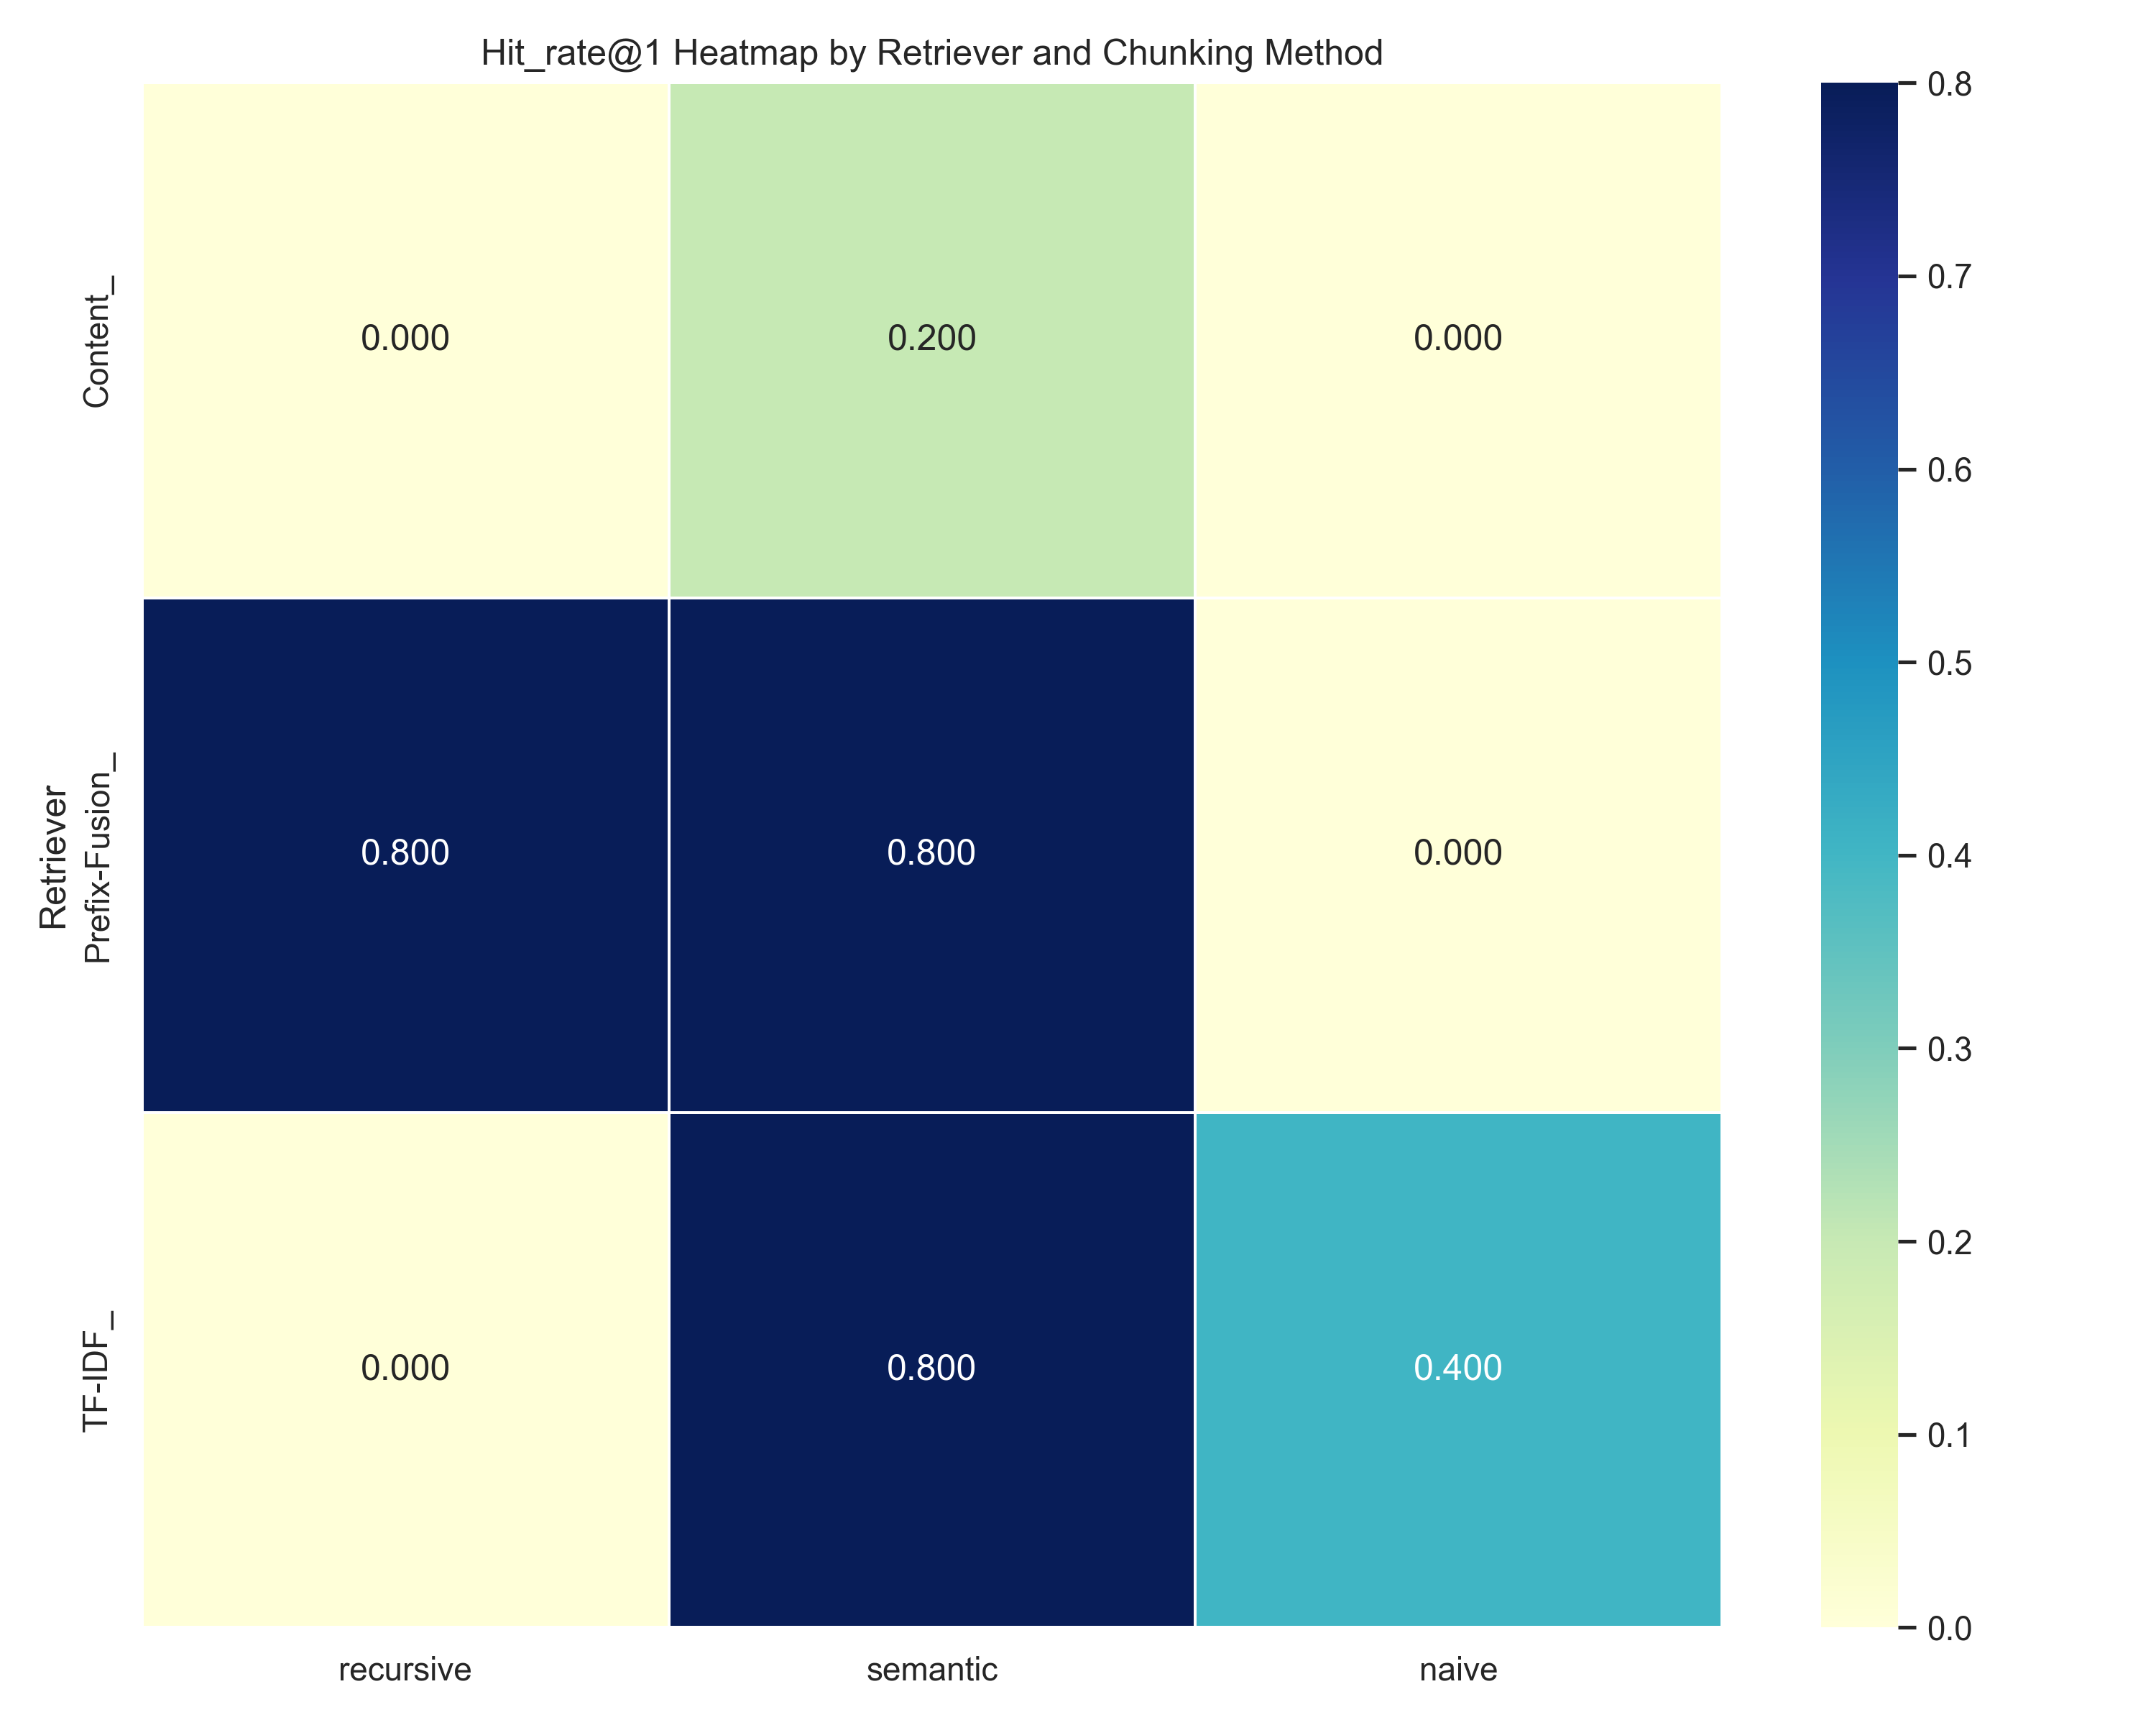 Hit_rate@1 Heatmap by Retriever and Chunking Method
Retriever
Content_
0.000 0.200 0.000
Prefix-Fusion_
0.800 0.800 0.000
TF-IDF_
0.000 0.800 0.400
recursive semantic naive
0.8
0.7
0.6
0.5
0.4
0.3
0.2
0.1
0.0